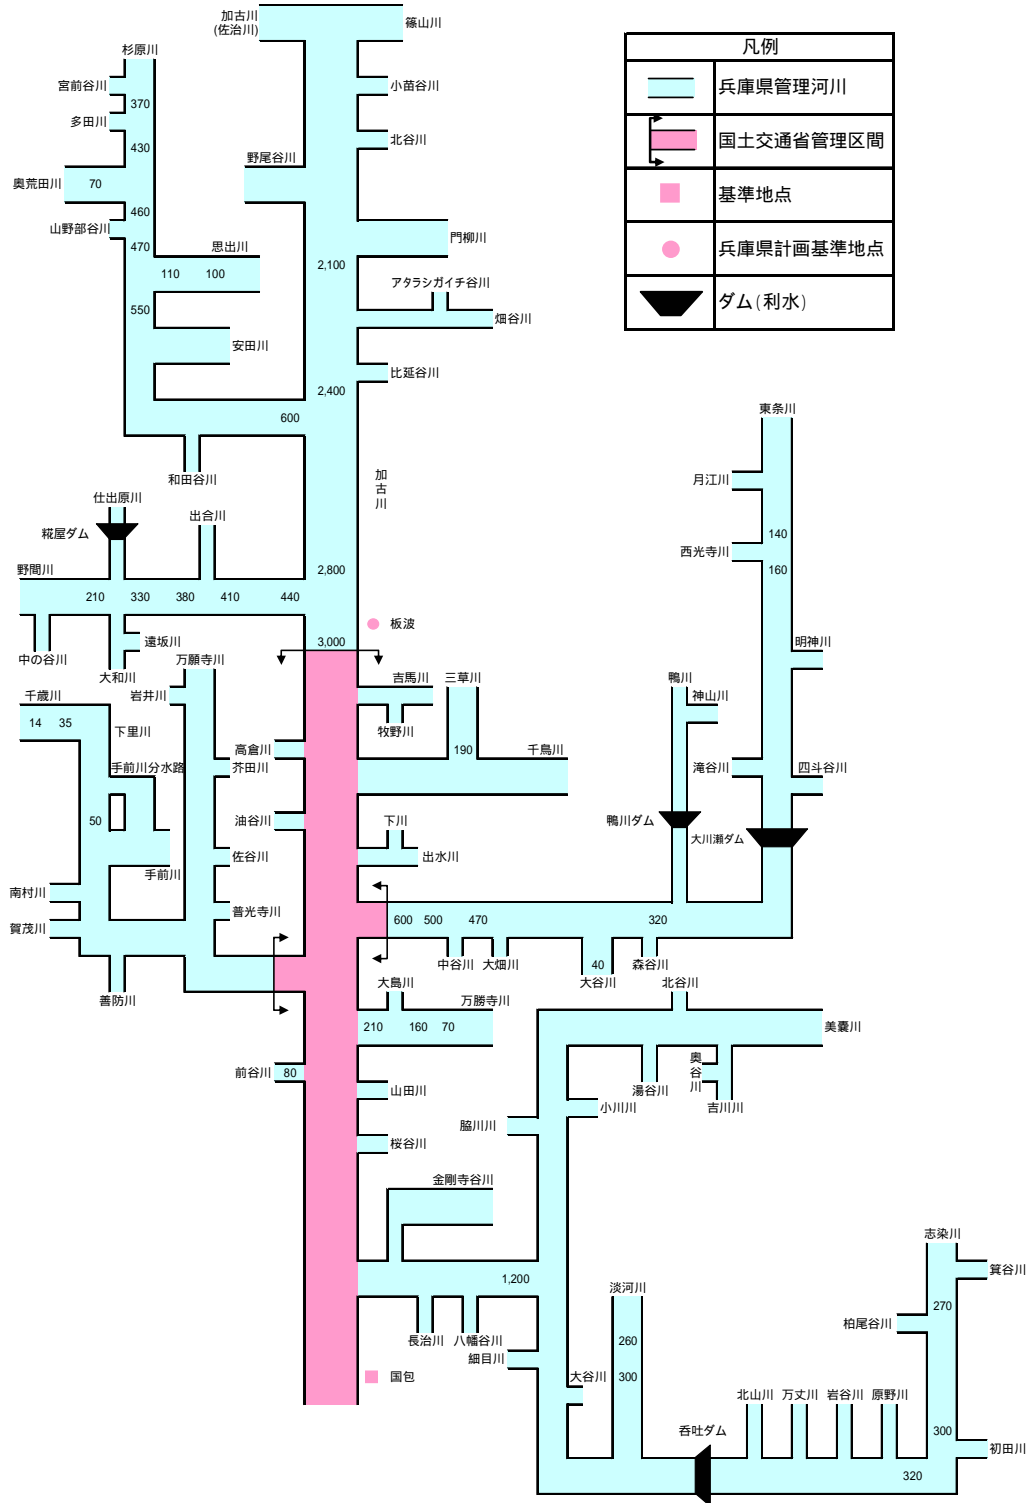 加古川
(佐治川)
篠山川
杉原川
宮前谷川
370
小苗谷川
多田川
430
北谷川
野尾谷川
奥荒田川
70
460
山野部谷川
470
思出川
110
100
門柳川
2,100
アタラシガイチ谷川
550
畑谷川
安田川
比延谷川
2,400
600
和田谷川
加古川
仕出原川
糀屋ダム
出合川
野間川
2,800
210
330
380
410
440
板波
3,000
中の谷川
遠坂川
大和川
万願寺川
千歳川
岩井川
14
35
下里川
吉馬川
三草川
牧野川
高倉川
190
千鳥川
手前川分水路
芥田川
油谷川
50
下川
佐谷川
出水川
手前川
南村川
賀茂川
普光寺川
善防川
凡例
兵庫県管理河川
国土交通省管理区間
基準地点
兵庫県計画基準地点
ダム(利水)
東条川
月江川
140
西光寺川
160
明神川
鴨川
神山川
滝谷川
四斗谷川
鴨川ダム
大川瀬ダム
600
500
470
320
中谷川
大畑川
40
大谷川
森谷川
大島川
万勝寺川
北谷川
210
160
70
美嚢川
前谷川
80
山田川
奥谷川
湯谷川
吉川川
小川川
脇川川
桜谷川
金剛寺谷川
1,200
長治川
八幡谷川
細目川
国包
淡河川
260
300
大谷川
呑吐ダム
北山川
万丈川
岩谷川
原野川
志染川
箕谷川
270
柏尾谷川
300
初田川
320